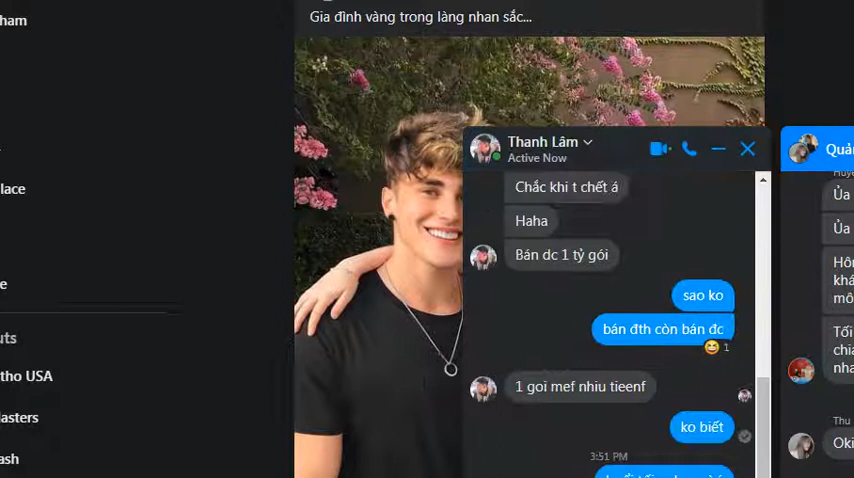 ham
Gia đình vàng trong làng nhan sắc...
lace
e
uts
tho USA
lasters
ash
Thanh Lâm
Active Now
Chắc khi t chết á
Haha
Bán dc 1 tỷ gói
sao ko
bán đth còn bán đc
1
1 goi mef nhiu tieenf
ko biết
3:51 PM
Quản
Ủa
Ủa
Hôn
khá
mô
Tối
chia
nha
Thu
Oki